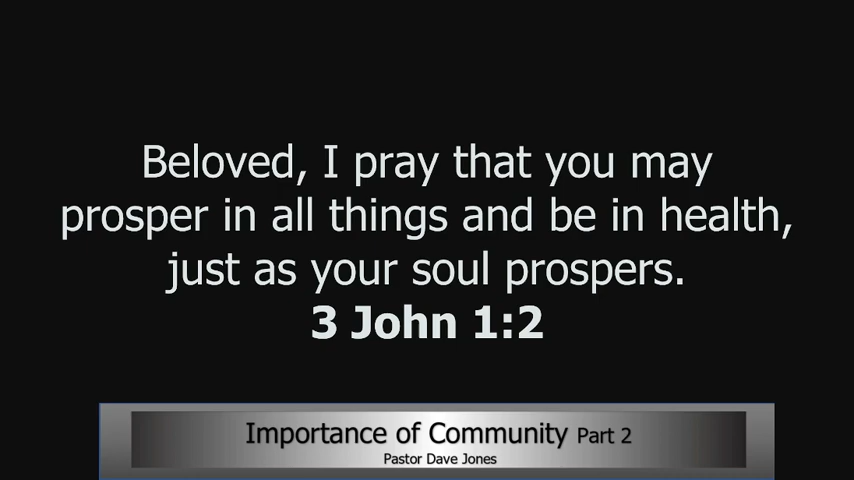 Beloved, I pray that you may
prosper in all things and be in health,
just as your soul prospers.
3 John 1:2
Importance of Community Part 2
Pastor Dave Jones